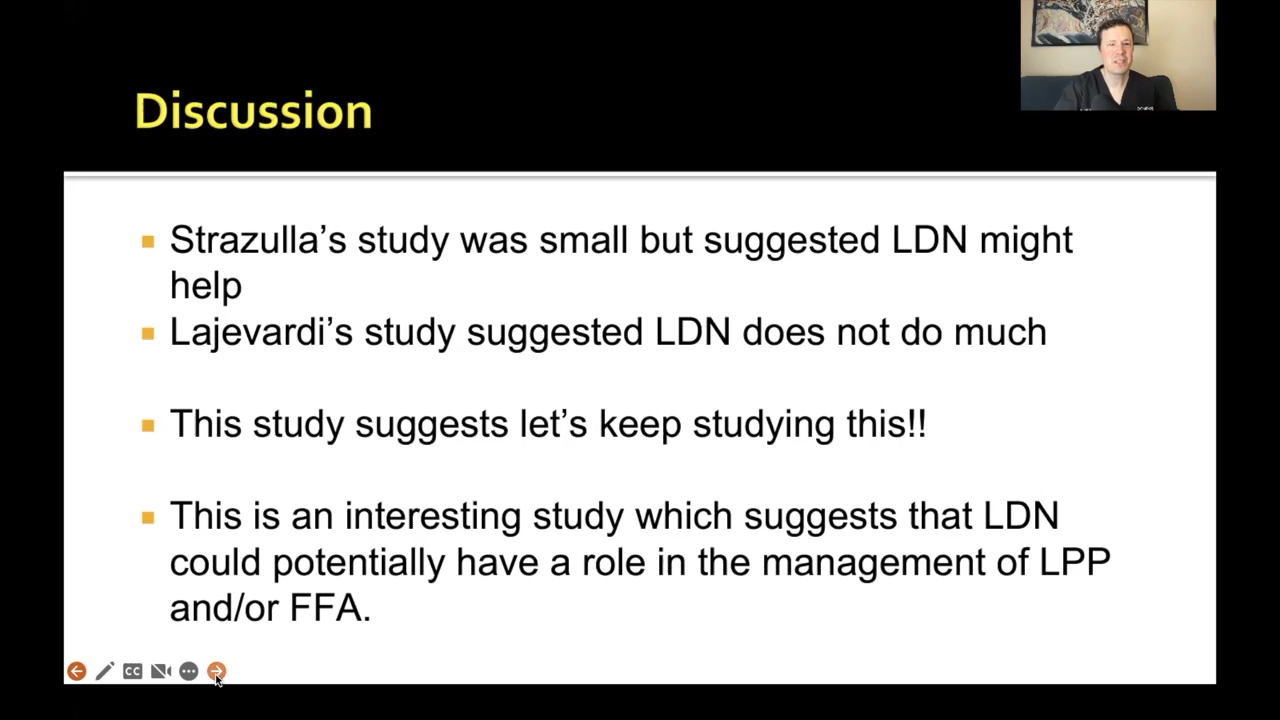 Discussion
Strazulla's study was small but suggested LDN might
help
Lajevardi's study suggested LDN does not do much
This study suggests let's keep studying this!!
This is an interesting study which suggests that LDN
could potentially have a role in the management of LPP
and/or FFA.
CC